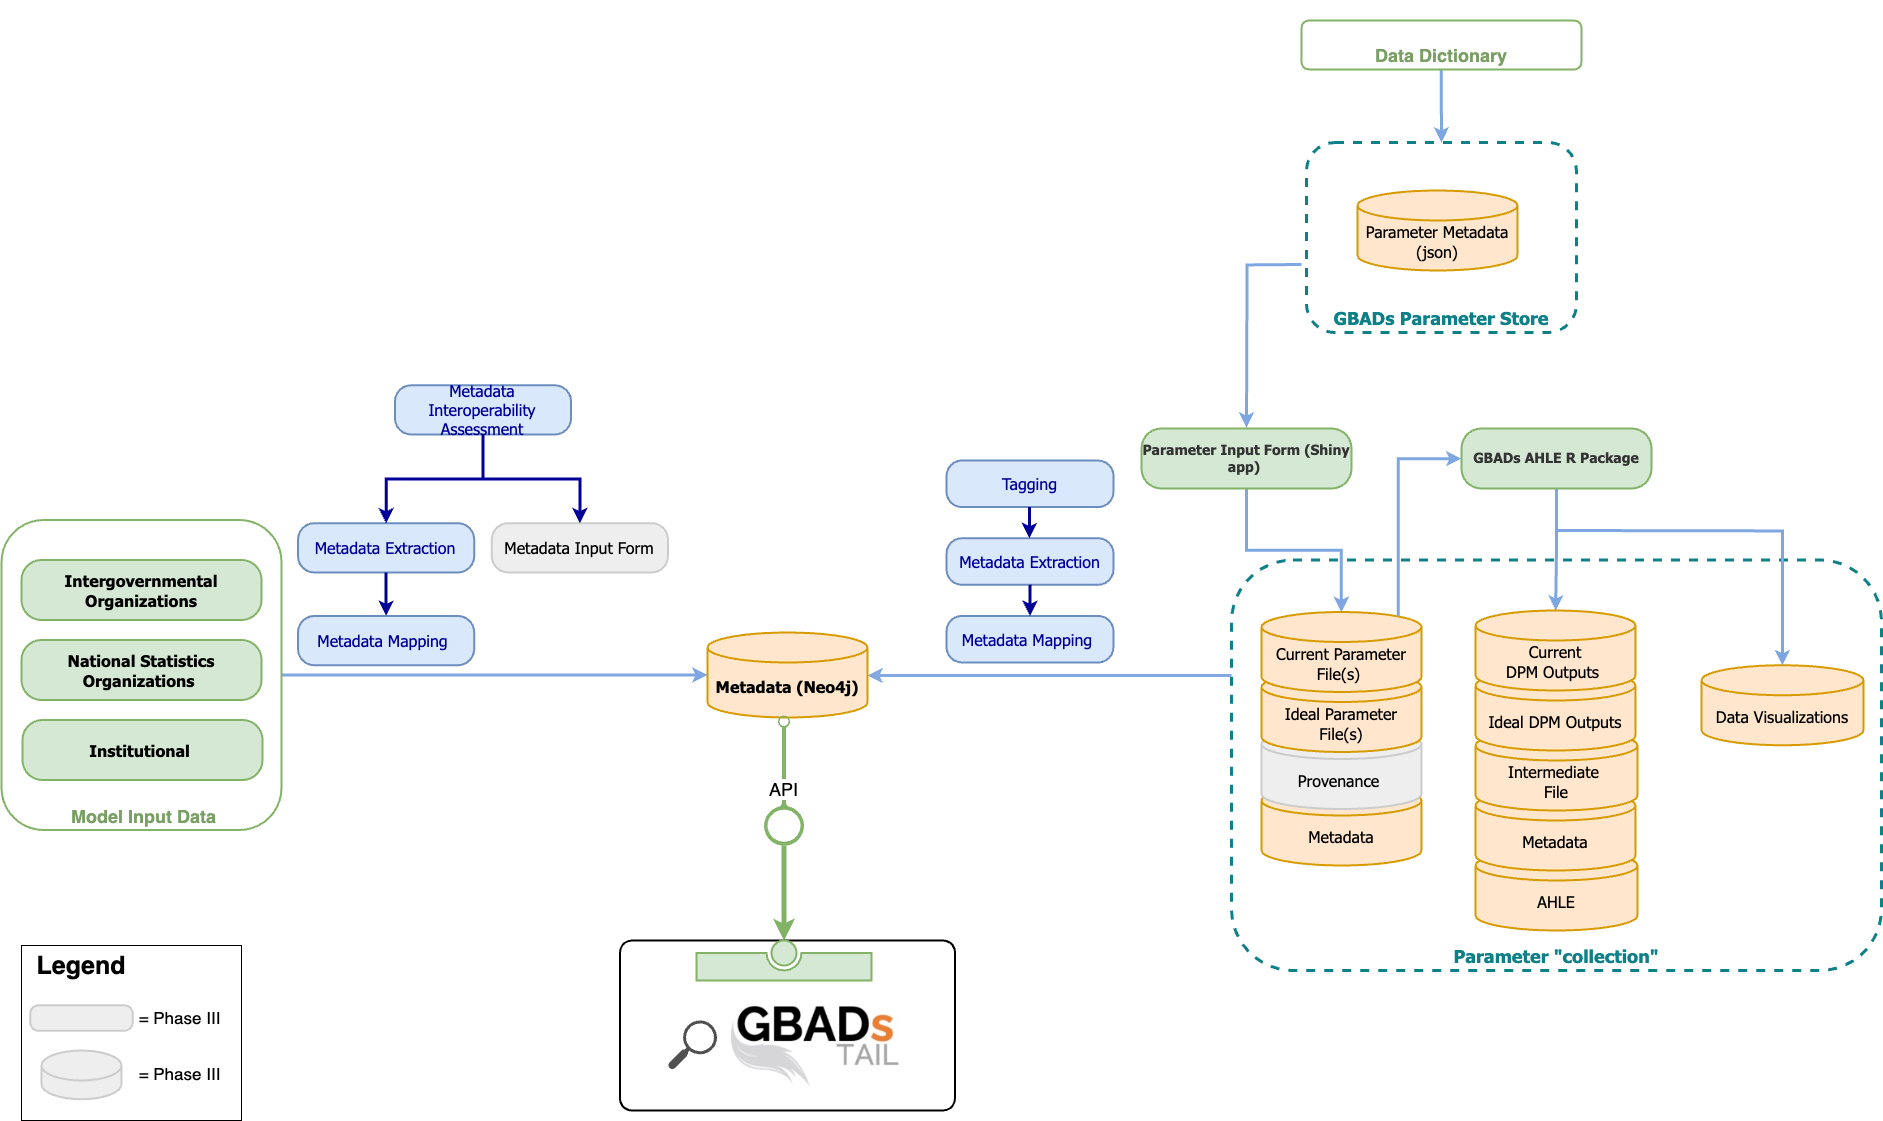 Data Dictionary
Parameter Metadata
(json)
GBADs Parameter Store
Metadata
Interoperability
Assessment
Metadata Extraction
Metadata Input Form
Metadata Mapping
Tagging
Metadata Extraction
Metadata Mapping
Parameter Input Form (Shiny
app)
GBADs AHLE R Package
Intergovernmental
Organizations
National Statistics
Organizations
Institutional
Model Input Data
Metadata (Neo4j)
API
Current Parameter
File(s)
Ideal Parameter
File(s)
Provenance
Metadata
Current
DPM Outputs
Ideal DPM Outputs
Intermediate
File
Metadata
AHLE
Data Visualizations
Parameter "collection"
Legend
= Phase III
= Phase III
GBADs
TAIL